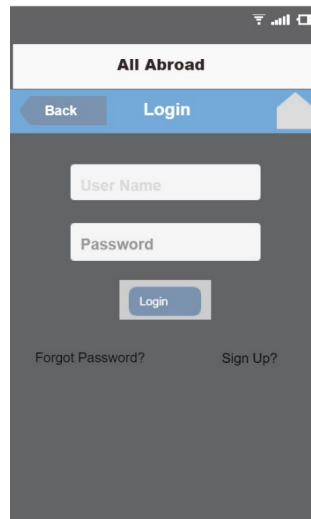 All Abroad
Back Login
User Name
Password
Login
Forgot Password? Sign Up?